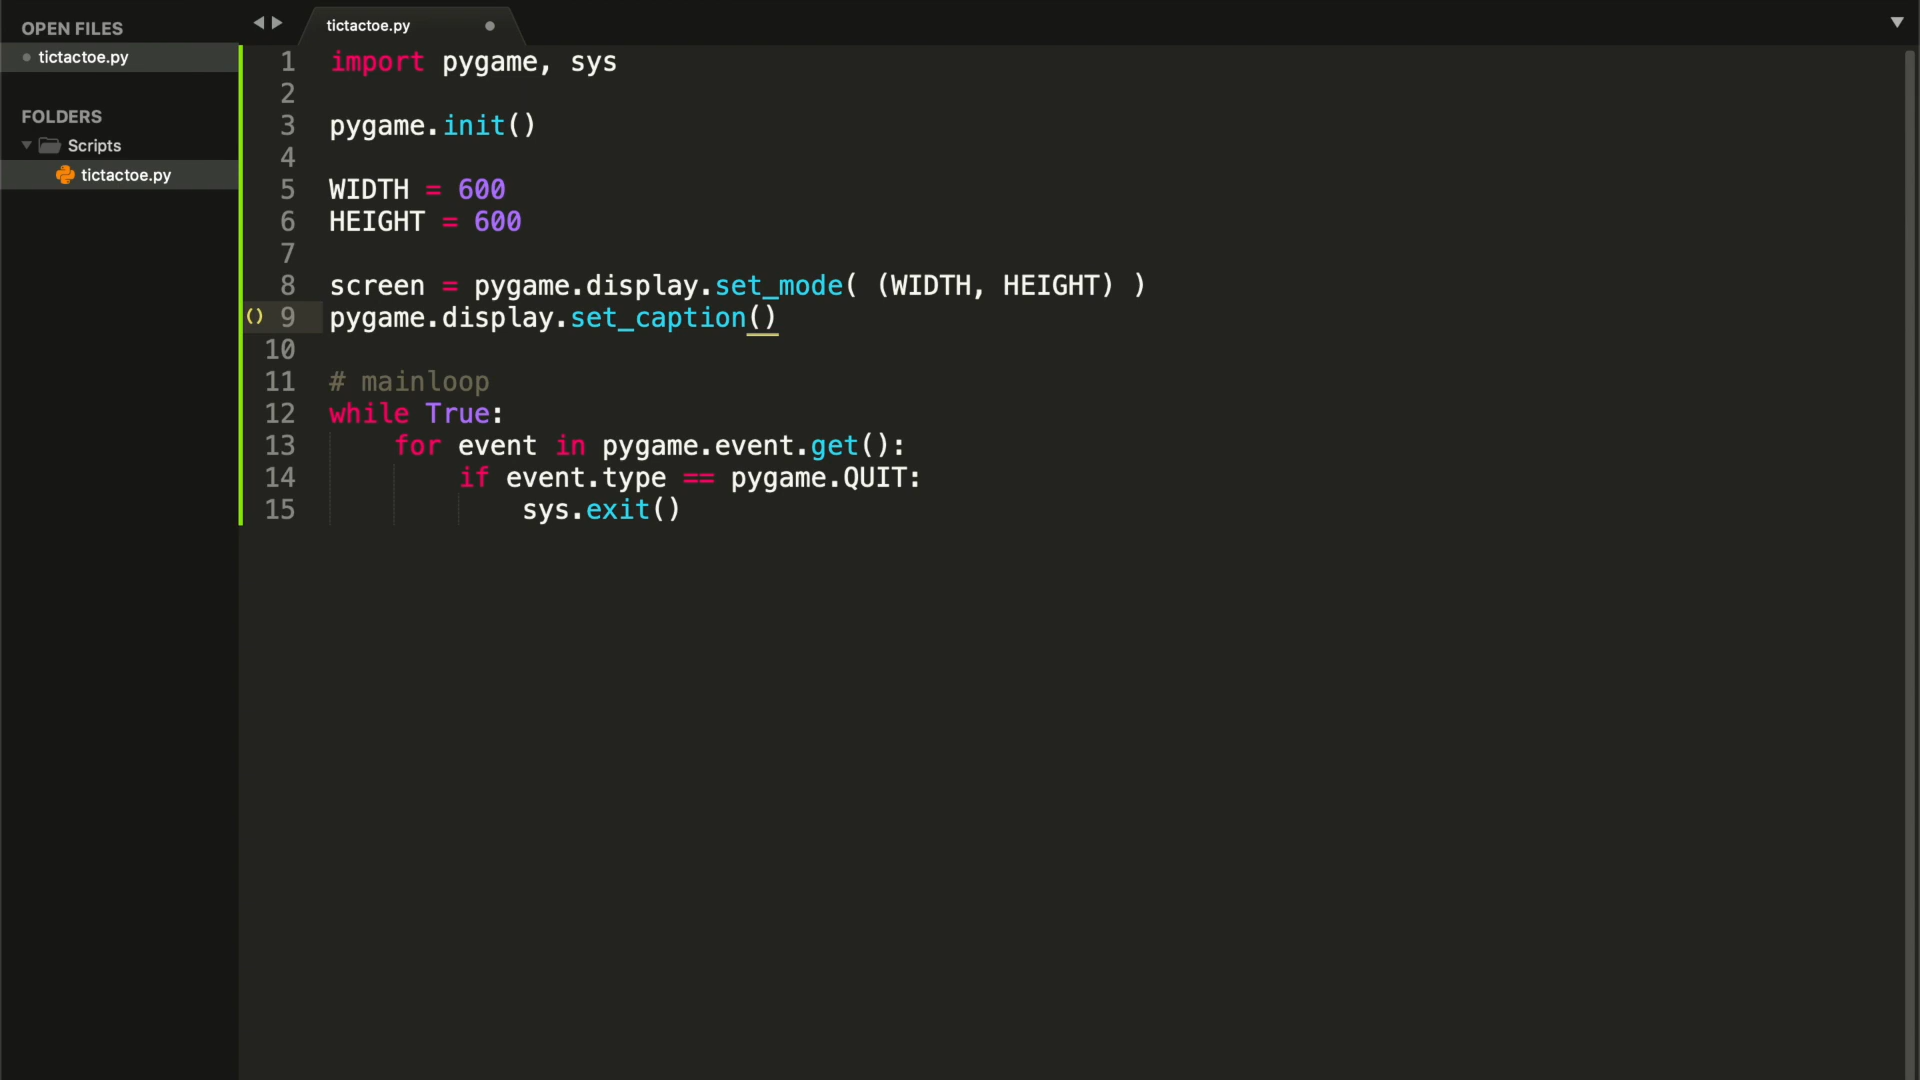 OPEN FILES
tictactoe.py
FOLDERS
Scripts
tictactoe.py
tictactoe.py
1 import pygame, sys
2
3 pygame.init()
4
5 WIDTH = 600
6 HEIGHT = 600
7
8 screen = pygame.display.set_mode( (WIDTH, HEIGHT) )
() 9 pygame.display.set_caption()
10
11 # mainloop
12 while True:
13     for event in pygame.event.get():
14         if event.type == pygame.QUIT:
15             sys.exit()